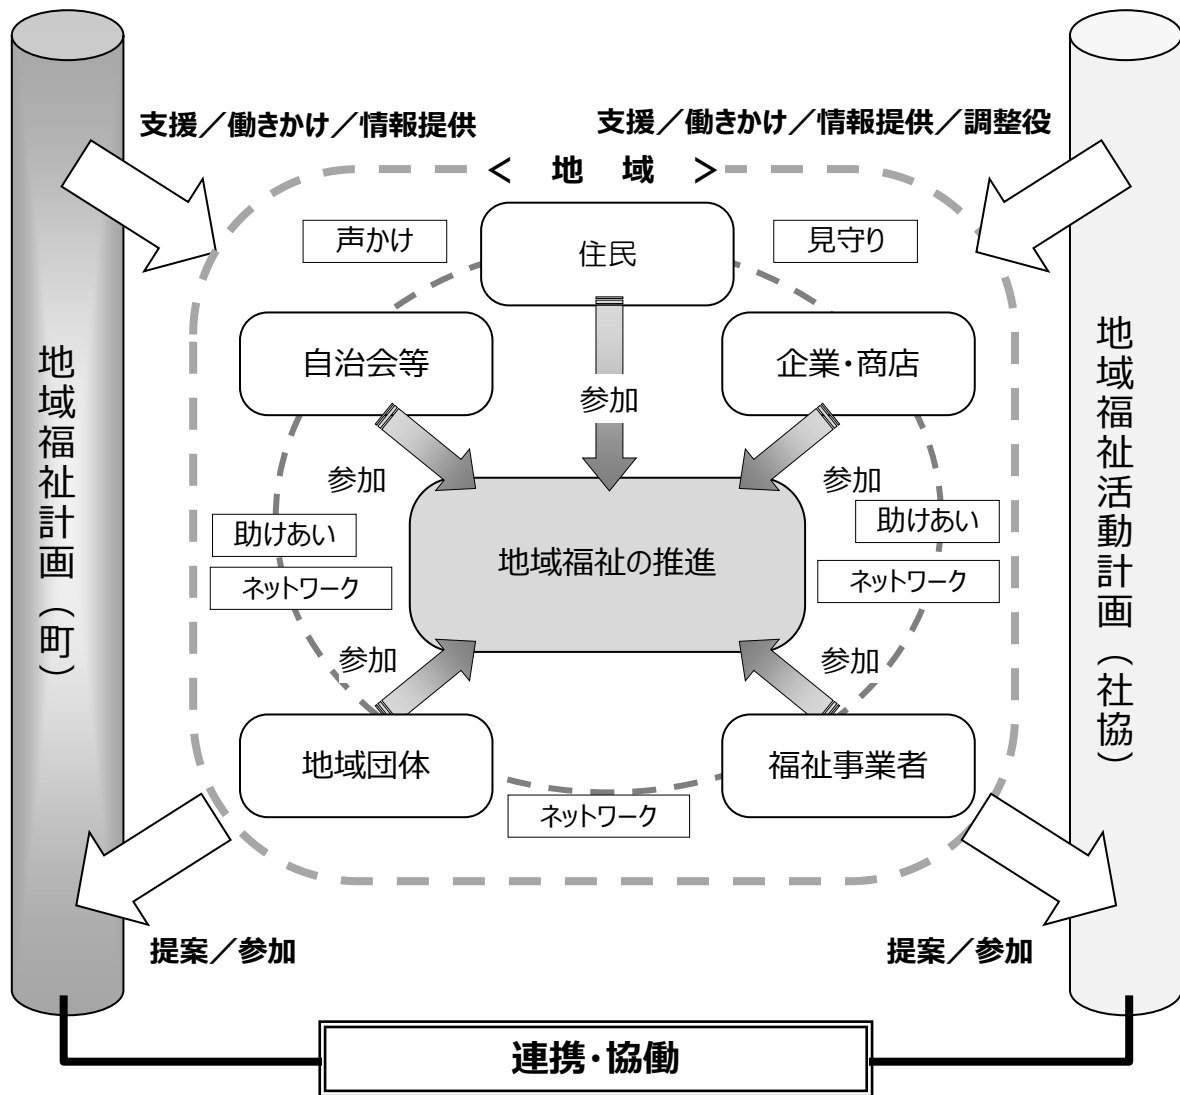 支援／働きかけ／情報提供
支援／働きかけ／情報提供／調整役
＜　地　域　＞
声かけ
住民
見守り
自治会等
企業・商店
参加
参加
参加
助けあい
助けあい
ネットワーク
ネットワーク
地域福祉の推進
参加
参加
地域団体
福祉事業者
ネットワーク
地域福祉計画（町）
地域福祉活動計画（社協）
提案／参加
提案／参加
連携・協働